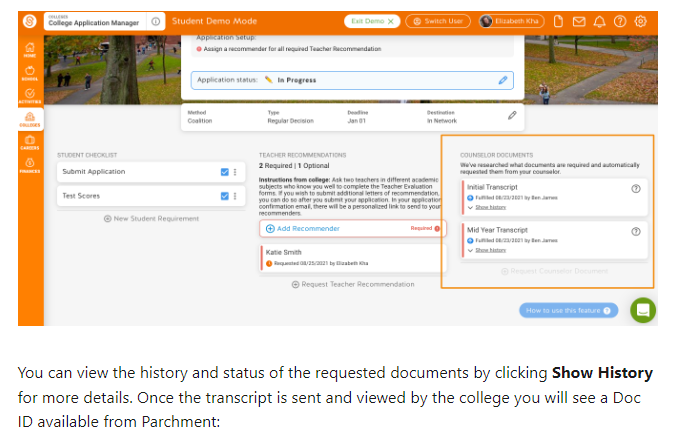 COLLEGES
College Application Manager
Student Demo Mode
Exit Demo ×
Switch User
Elizabeth Kha
HOME
SCHOOL
ACTIVITIES
COLLEGES
CAREERS
FINANCES
Application Setup:
Assign a recommender for all required Teacher Recommendation
Application status: In Progress
Method Type Deadline Destination
Coalition Regular Decision Jan 01 In Network
STUDENT CHECKLIST
Submit Application
Test Scores
New Student Requirement
TEACHER RECOMMENDATIONS
2 Required | 1 Optional
Instructions from college: Ask two teachers in different academic
subjects who know you well to complete the Teacher Evaluation
forms. If you wish to submit additional letters of recommendation,
you can do so after you submit your application. In your application
confirmation email, there will be a personalized link to send to your
recommenders.
Add Recommender Required
Katie Smith
Requested 08/25/2021 by Elizabeth Kha
Request Teacher Recommendation
COUNSELOR DOCUMENTS
We've researched what documents are required and automatically
requested them from your counselor.
Initial Transcript
Fulfilled 08/23/2021 by Ben James
Show history
Mid Year Transcript
Fulfilled 08/23/2021 by Ben James
Show history
Request Counselor Document
How to use this feature
You can view the history and status of the requested documents by clicking Show History
for more details. Once the transcript is sent and viewed by the college you will see a Doc
ID available from Parchment: